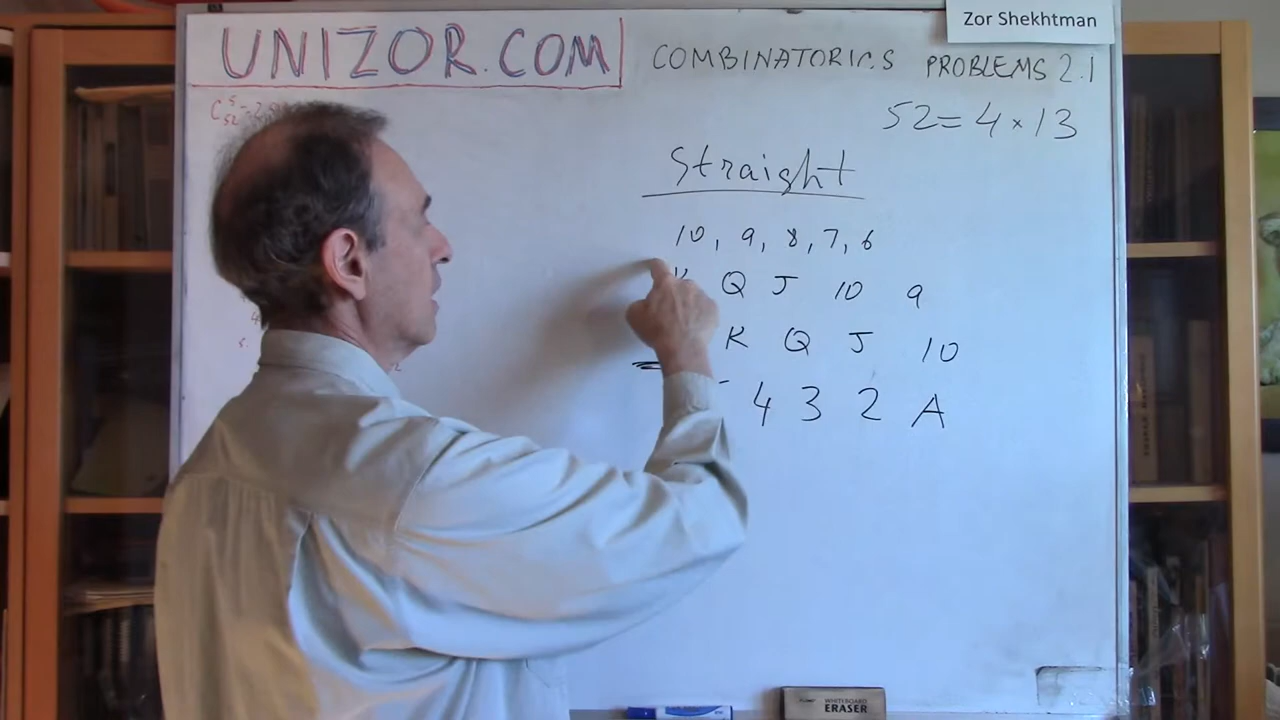 Zor Shekhtman
UNIZOR.COM
COMBINATORICS PROBLEMS 2.1
52 = 4 × 13
Straight
10, 9, 8, 7, 6
K Q J 10 9
K Q J 10
4 3 2 A
WHITEBOARD
ERASER